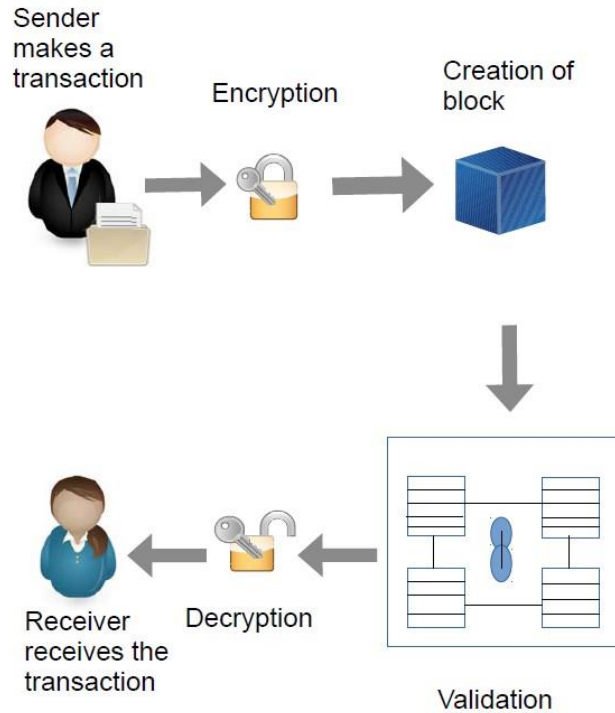 Sender
makes a
transaction
Encryption
Creation of
block
Receiver
receives the
transaction
Decryption
Validation